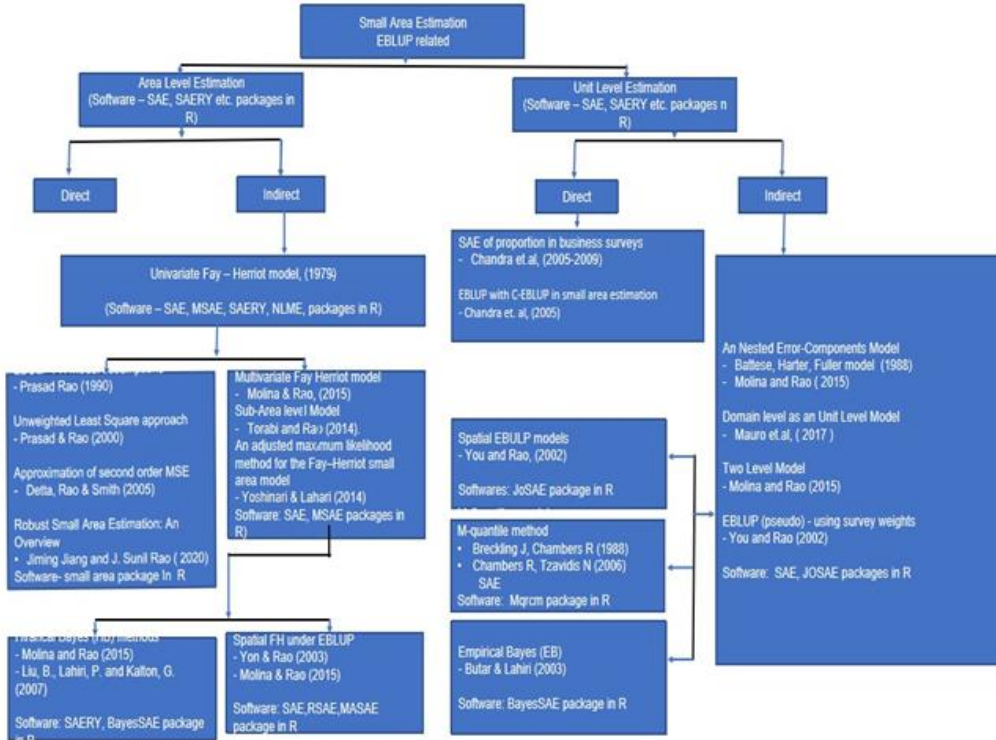 Small Area Estimation
EBLUP related
Area Level Estimation
(Software – SAE, SAERY etc. packages in
R)
Unit Level Estimation
(Software – SAE, SAERY etc. packages n
R)
Direct
Indirect
Direct
Indirect
Univariate Fay – Herriot model, (1979)
(Software – SAE, MSAE, SAERY, NLME, packages in R)
SAE of proportion in business surveys
- Chandra et.al, (2005-2009)
EBLUP with C-EBLUP in small area estimation
- Chandra et. al, (2005)
- Prasad Rao (1990)
Unweighted Least Square approach
- Prasad & Rao (2000)
Approximation of second order MSE
- Detta, Rao & Smith (2005)
Robust Small Area Estimation: An
Overview
• Jiming Jiang and J. Sunil Rao ( 2020)
Software- small area package In R
Multivariate Fay Herriot model
- Molina & Rao, (2015)
Sub-Area level Model
- Torabi and Rao (2014).
An adjusted maximum likelihood
method for the Fay–Herriot small
area model
- Yoshinari & Lahari (2014)
Software: SAE, MSAE packages in
R)
Spatial EBULP models
- You and Rao, (2002)
Softwares: JoSAE package in R
M-quantile method
• Breckling J, Chambers R (1988)
• Chambers R, Tzavidis N (2006)
SAE
Software: Mqrcm package in R
Empirical Bayes (EB)
- Butar & Lahiri (2003)
Software: BayesSAE package in R
An Nested Error-Components Model
- Battese, Harter, Fuller model (1988)
- Molina and Rao ( 2015)
Domain level as an Unit Level Model
- Mauro et.al, ( 2017 )
Two Level Model
- Molina and Rao (2015)
EBLUP (pseudo) - using survey weights
- You and Rao (2002)
Software: SAE, JOSAE packages in R
Hirarical Bayes (HB) methods
- Molina and Rao (2015)
- Liu, B., Lahiri, P. and Kalton, G.
(2007)
Software: SAERY, BayesSAE package
in R
Spatial FH under EBLUP
- Yon & Rao (2003)
- Molina & Rao (2015)
Software: SAE,RSAE,MASAE
package in R